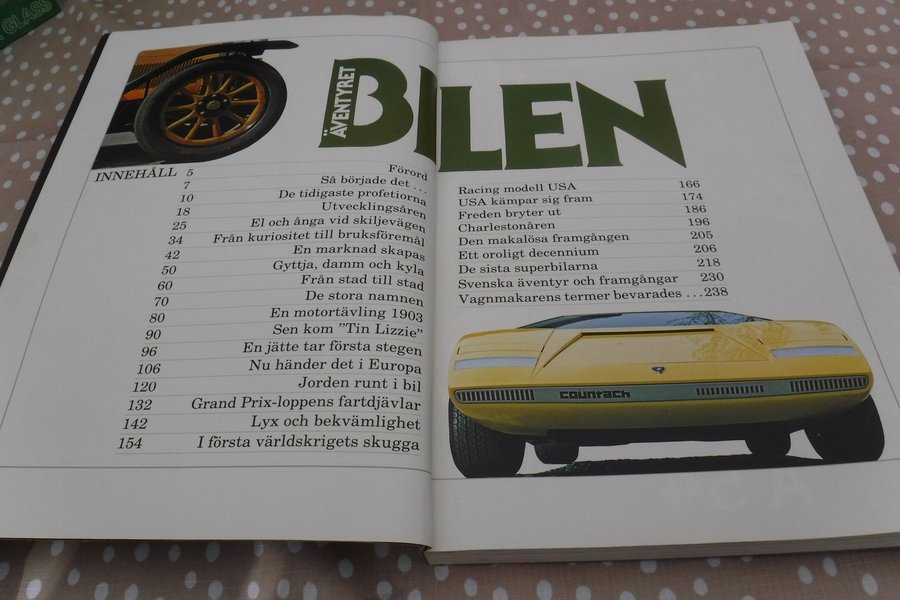 GLASS
ÄVENTYRET
BILEN
INNEHÅLL 5 Förord
7 Så började det ...
10 De tidigaste profetiorna
18 Utvecklingsåren
25 El och ånga vid skiljevägen
34 Från kuriositet till bruksföremål
42 En marknad skapas
50 Gyttja, damm och kyla
60 Från stad till stad
70 De stora namnen
80 En motortävling 1903
90 Sen kom "Tin Lizzie"
96 En jätte tar första stegen
106 Nu händer det i Europa
120 Jorden runt i bil
132 Grand Prix-loppens fartdjävlar
142 Lyx och bekvämlighet
154 I första världskrigets skugga
Racing modell USA 166
USA kämpar sig fram 174
Freden bryter ut 186
Charlestonåren 196
Den makalösa framgången 205
Ett oroligt decennium 206
De sista superbilarna 218
Svenska äventyr och framgångar 230
Vagnmakarens termer bevarades ...238
countach